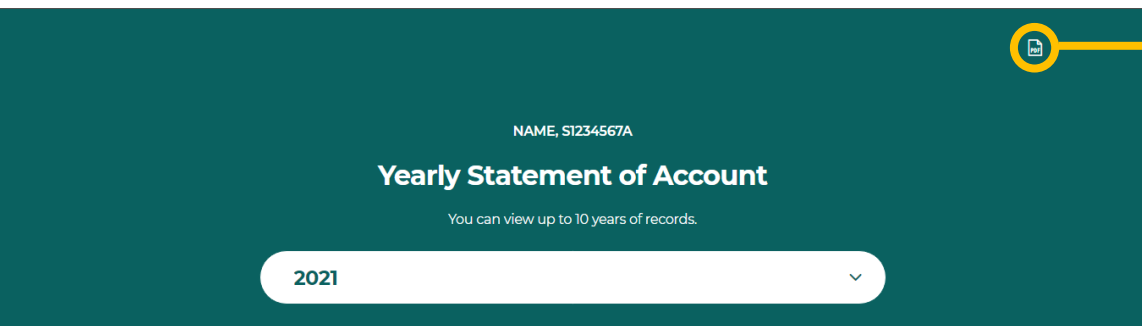 PDF
NAME, S1234567A
Yearly Statement of Account
You can view up to 10 years of records.
2021